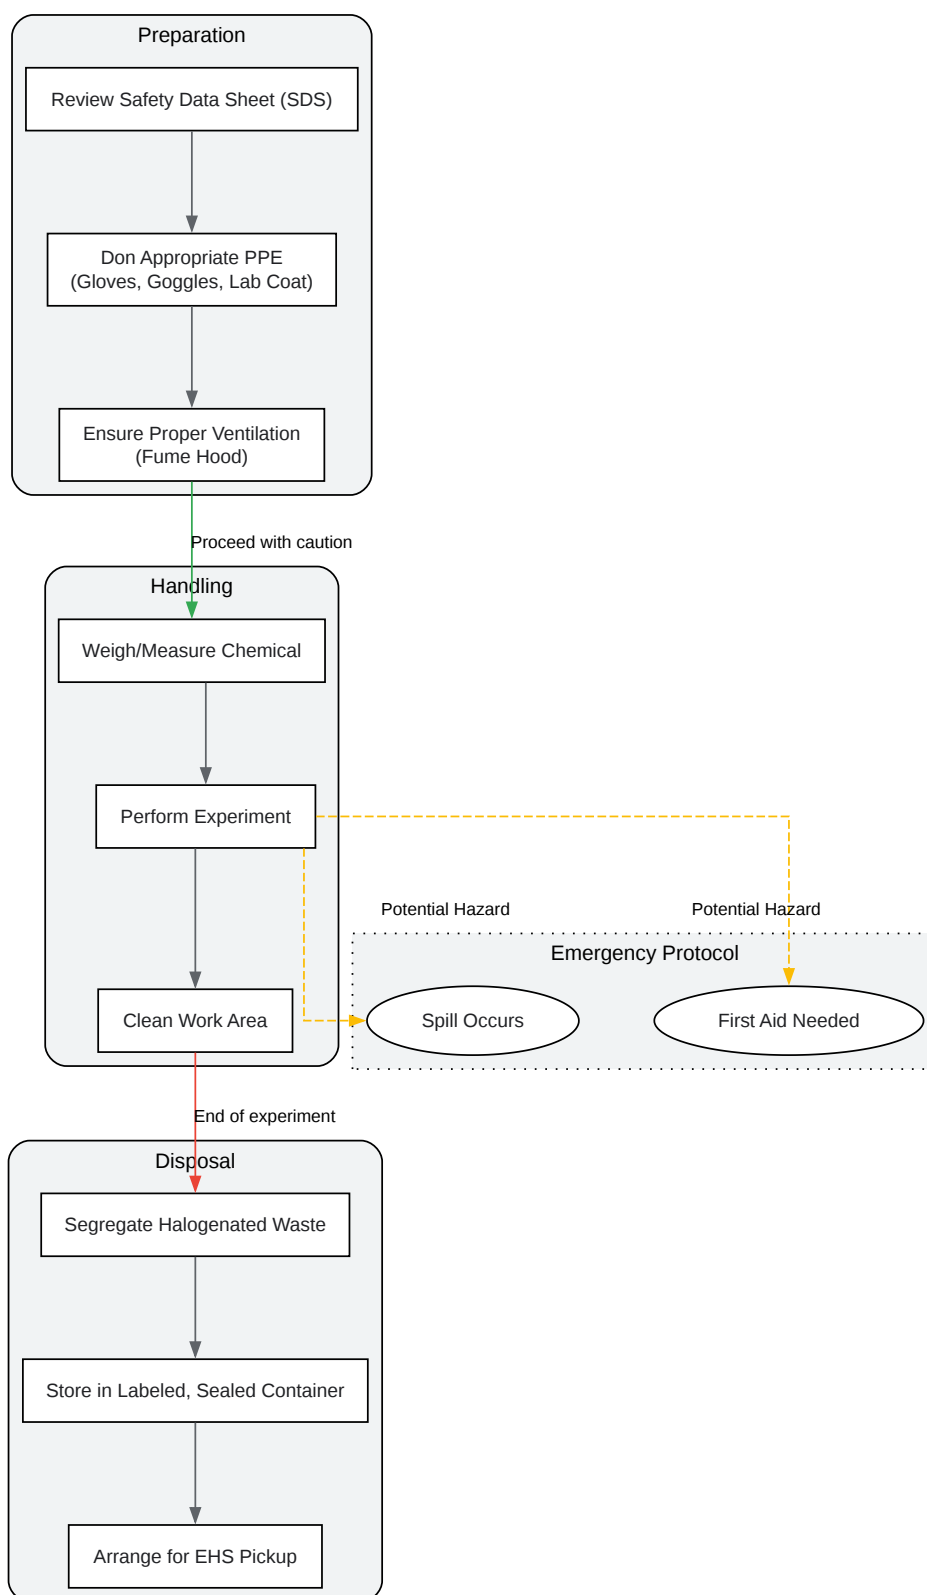 Preparation
Review Safety Data Sheet (SDS)
Don Appropriate PPE
(Gloves, Goggles, Lab Coat)
Ensure Proper Ventilation
(Fume Hood)
Proceed with caution
Handling
Weigh/Measure Chemical
Perform Experiment
Potential Hazard
Potential Hazard
Emergency Protocol
Spill Occurs
First Aid Needed
Clean Work Area
End of experiment
Disposal
Segregate Halogenated Waste
Store in Labeled, Sealed Container
Arrange for EHS Pickup